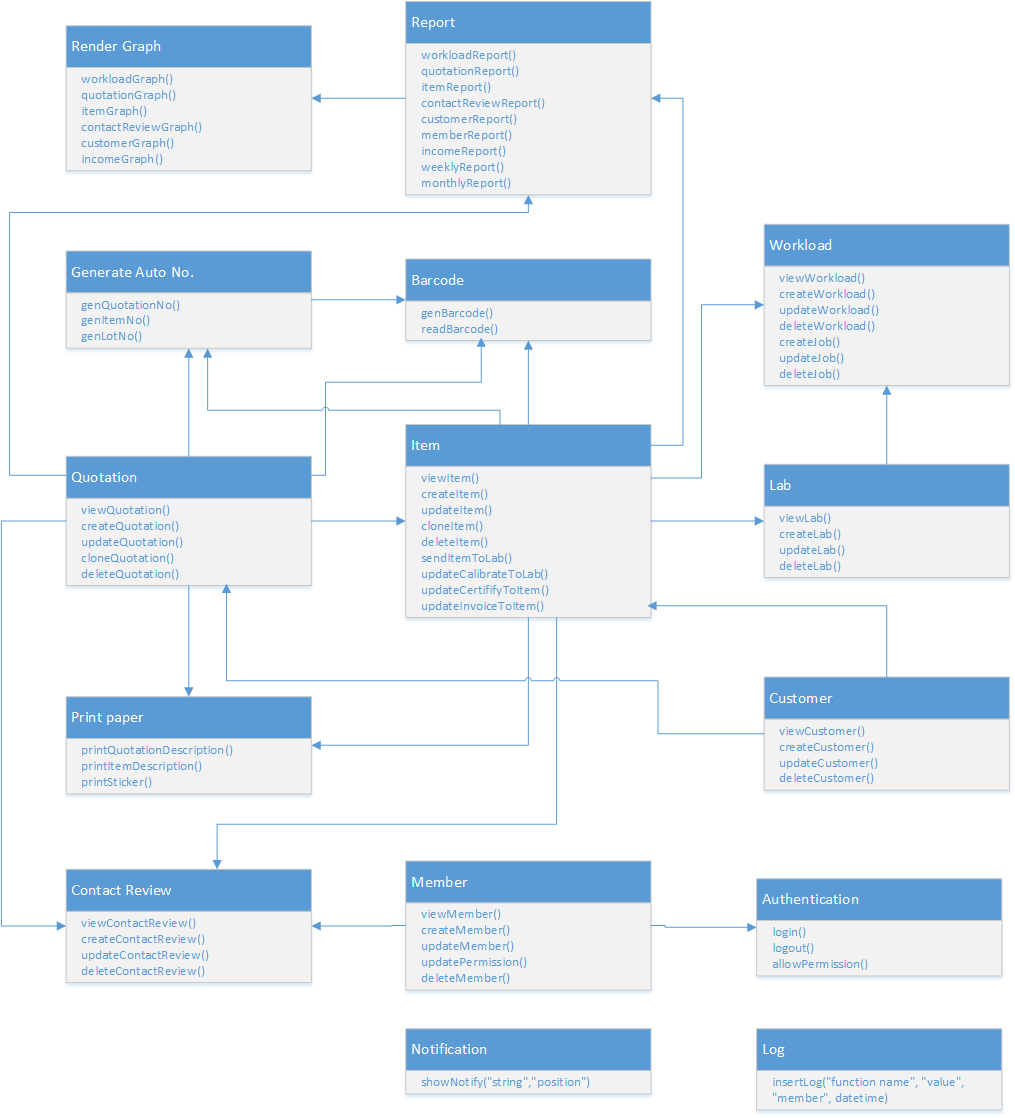 Render Graph
workloadGraph()
quotationGraph()
itemGraph()
contactReviewGraph()
customerGraph()
incomeGraph()
Report
workloadReport()
quotationReport()
itemReport()
contactReviewReport()
customerReport()
memberReport()
incomeReport()
weeklyReport()
monthlyReport()
Generate Auto No.
genQuotationNo()
genItemNo()
genLotNo()
Barcode
genBarcode()
readBarcode()
Workload
viewWorkload()
createWorkload()
updateWorkload()
deleteWorkload()
createJob()
updateJob()
deleteJob()
Quotation
viewQuotation()
createQuotation()
updateQuotation()
cloneQuotation()
deleteQuotation()
Item
viewItem()
createItem()
updateItem()
cloneItem()
deleteItem()
sendItemToLab()
updateCalibrateToLab()
updateCertififyToItem()
updateInvoiceToItem()
Lab
viewLab()
createLab()
updateLab()
deleteLab()
Print paper
printQuotationDescription()
printItemDescription()
printSticker()
Customer
viewCustomer()
createCustomer()
updateCustomer()
deleteCustomer()
Contact Review
viewContactReview()
createContactReview()
updateContactReview()
deleteContactReview()
Member
viewMember()
createMember()
updateMember()
updatePermission()
deleteMember()
Authentication
login()
logout()
allowPermission()
Notification
showNotify("string","position")
Log
insertLog("function name", "value",
"member", datetime)